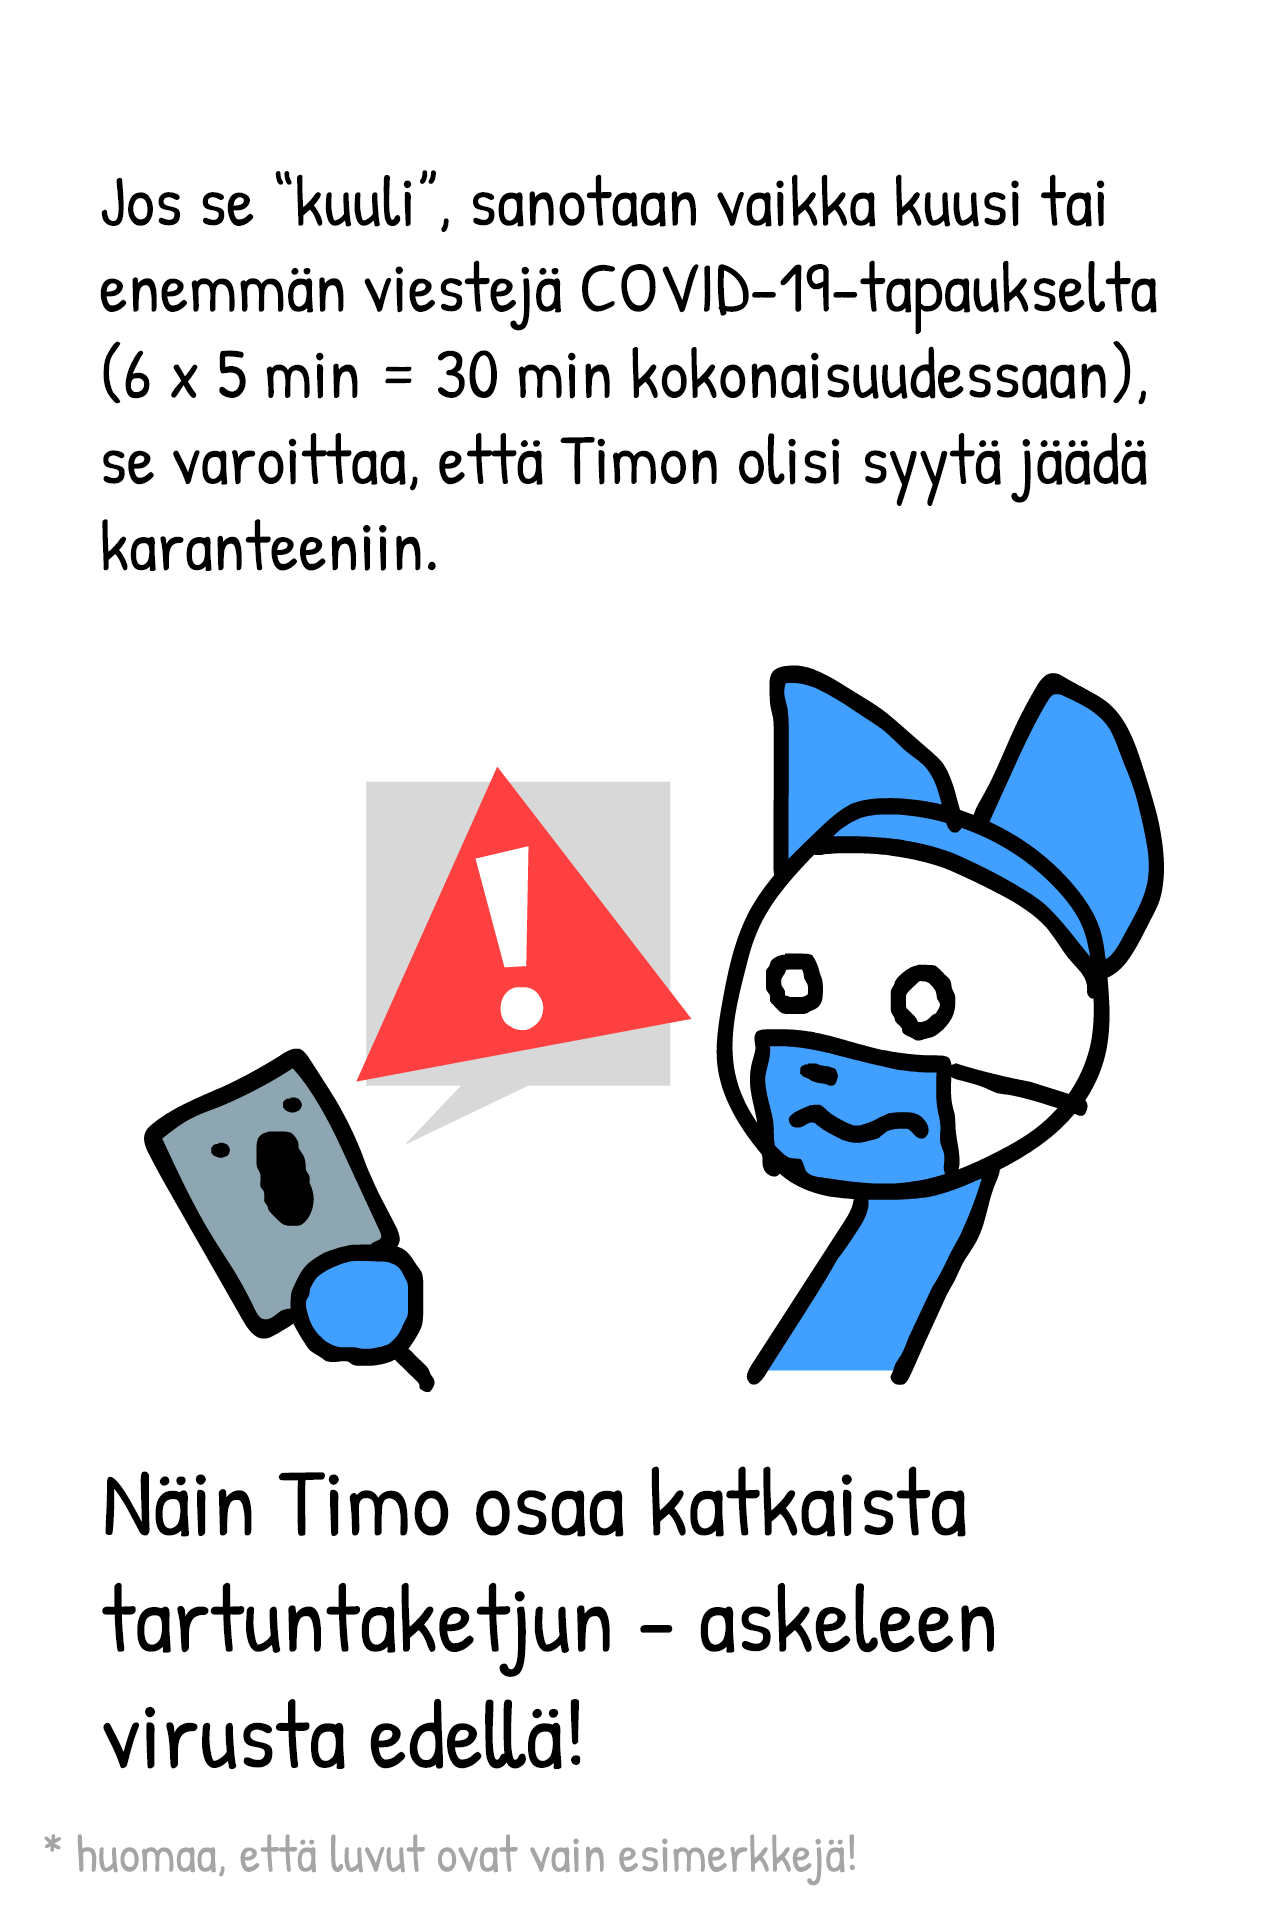 Jos se “kuuli”, sanotaan vaikka kuusi tai
enemmän viestejä COVID-19-tapaukselta
(6 x 5 min = 30 min kokonaisuudessaan),
se varoittaa, että Timon olisi syytä jäädä
karanteeniin.
!
Näin Timo osaa katkaista
tartuntaketjun - askeleen
virusta edellä!
* huomaa, että luvut ovat vain esimerkkejä!